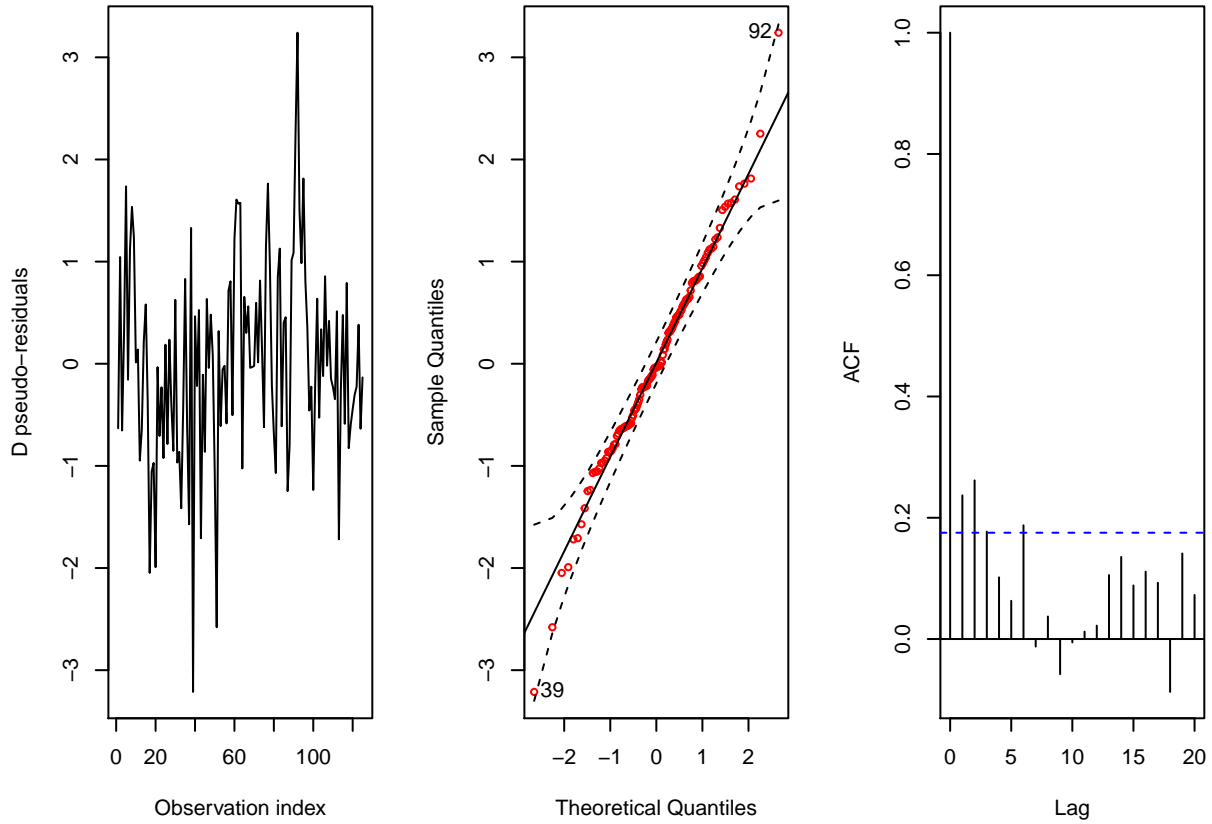 D pseudo−residuals
3
2
1
0
−1
−2
−3
0 20 60 100
Observation index
Sample Quantiles
3
2
1
0
−1
−2
−3
92
39
−2 −1 0 1 2
Theoretical Quantiles
ACF
1.0
0.8
0.6
0.4
0.2
0.0
0 5 10 15 20
Lag